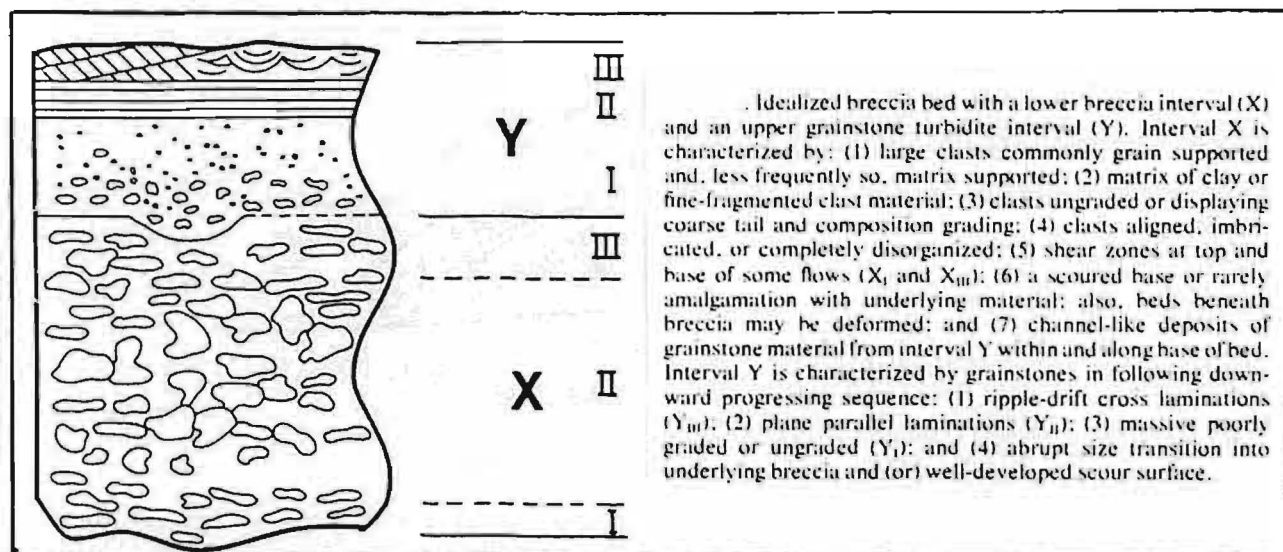 III
II
Y
I
III
X
II
I
. Idealized breccia bed with a lower breccia interval (X)
and an upper grainstone turbidite interval (Y). Interval X is
characterized by: (1) large clasts commonly grain supported
and, less frequently so, matrix supported; (2) matrix of clay or
fine-fragmented clast material; (3) clasts ungraded or displaying
coarse tail and composition grading; (4) clasts aligned, imbri-
cated, or completely disorganized; (5) shear zones at top and
base of some flows (XI and XIII); (6) a scoured base or rarely
amalgamation with underlying material; also, beds beneath
breccia may be deformed; and (7) channel-like deposits of
grainstone material from interval Y within and along base of bed.
Interval Y is characterized by grainstones in following down-
ward progressing sequence: (1) ripple-drift cross laminations
(YIII); (2) plane parallel laminations (YII); (3) massive poorly
graded or ungraded (YI); and (4) abrupt size transition into
underlying breccia and (or) well-developed scour surface.